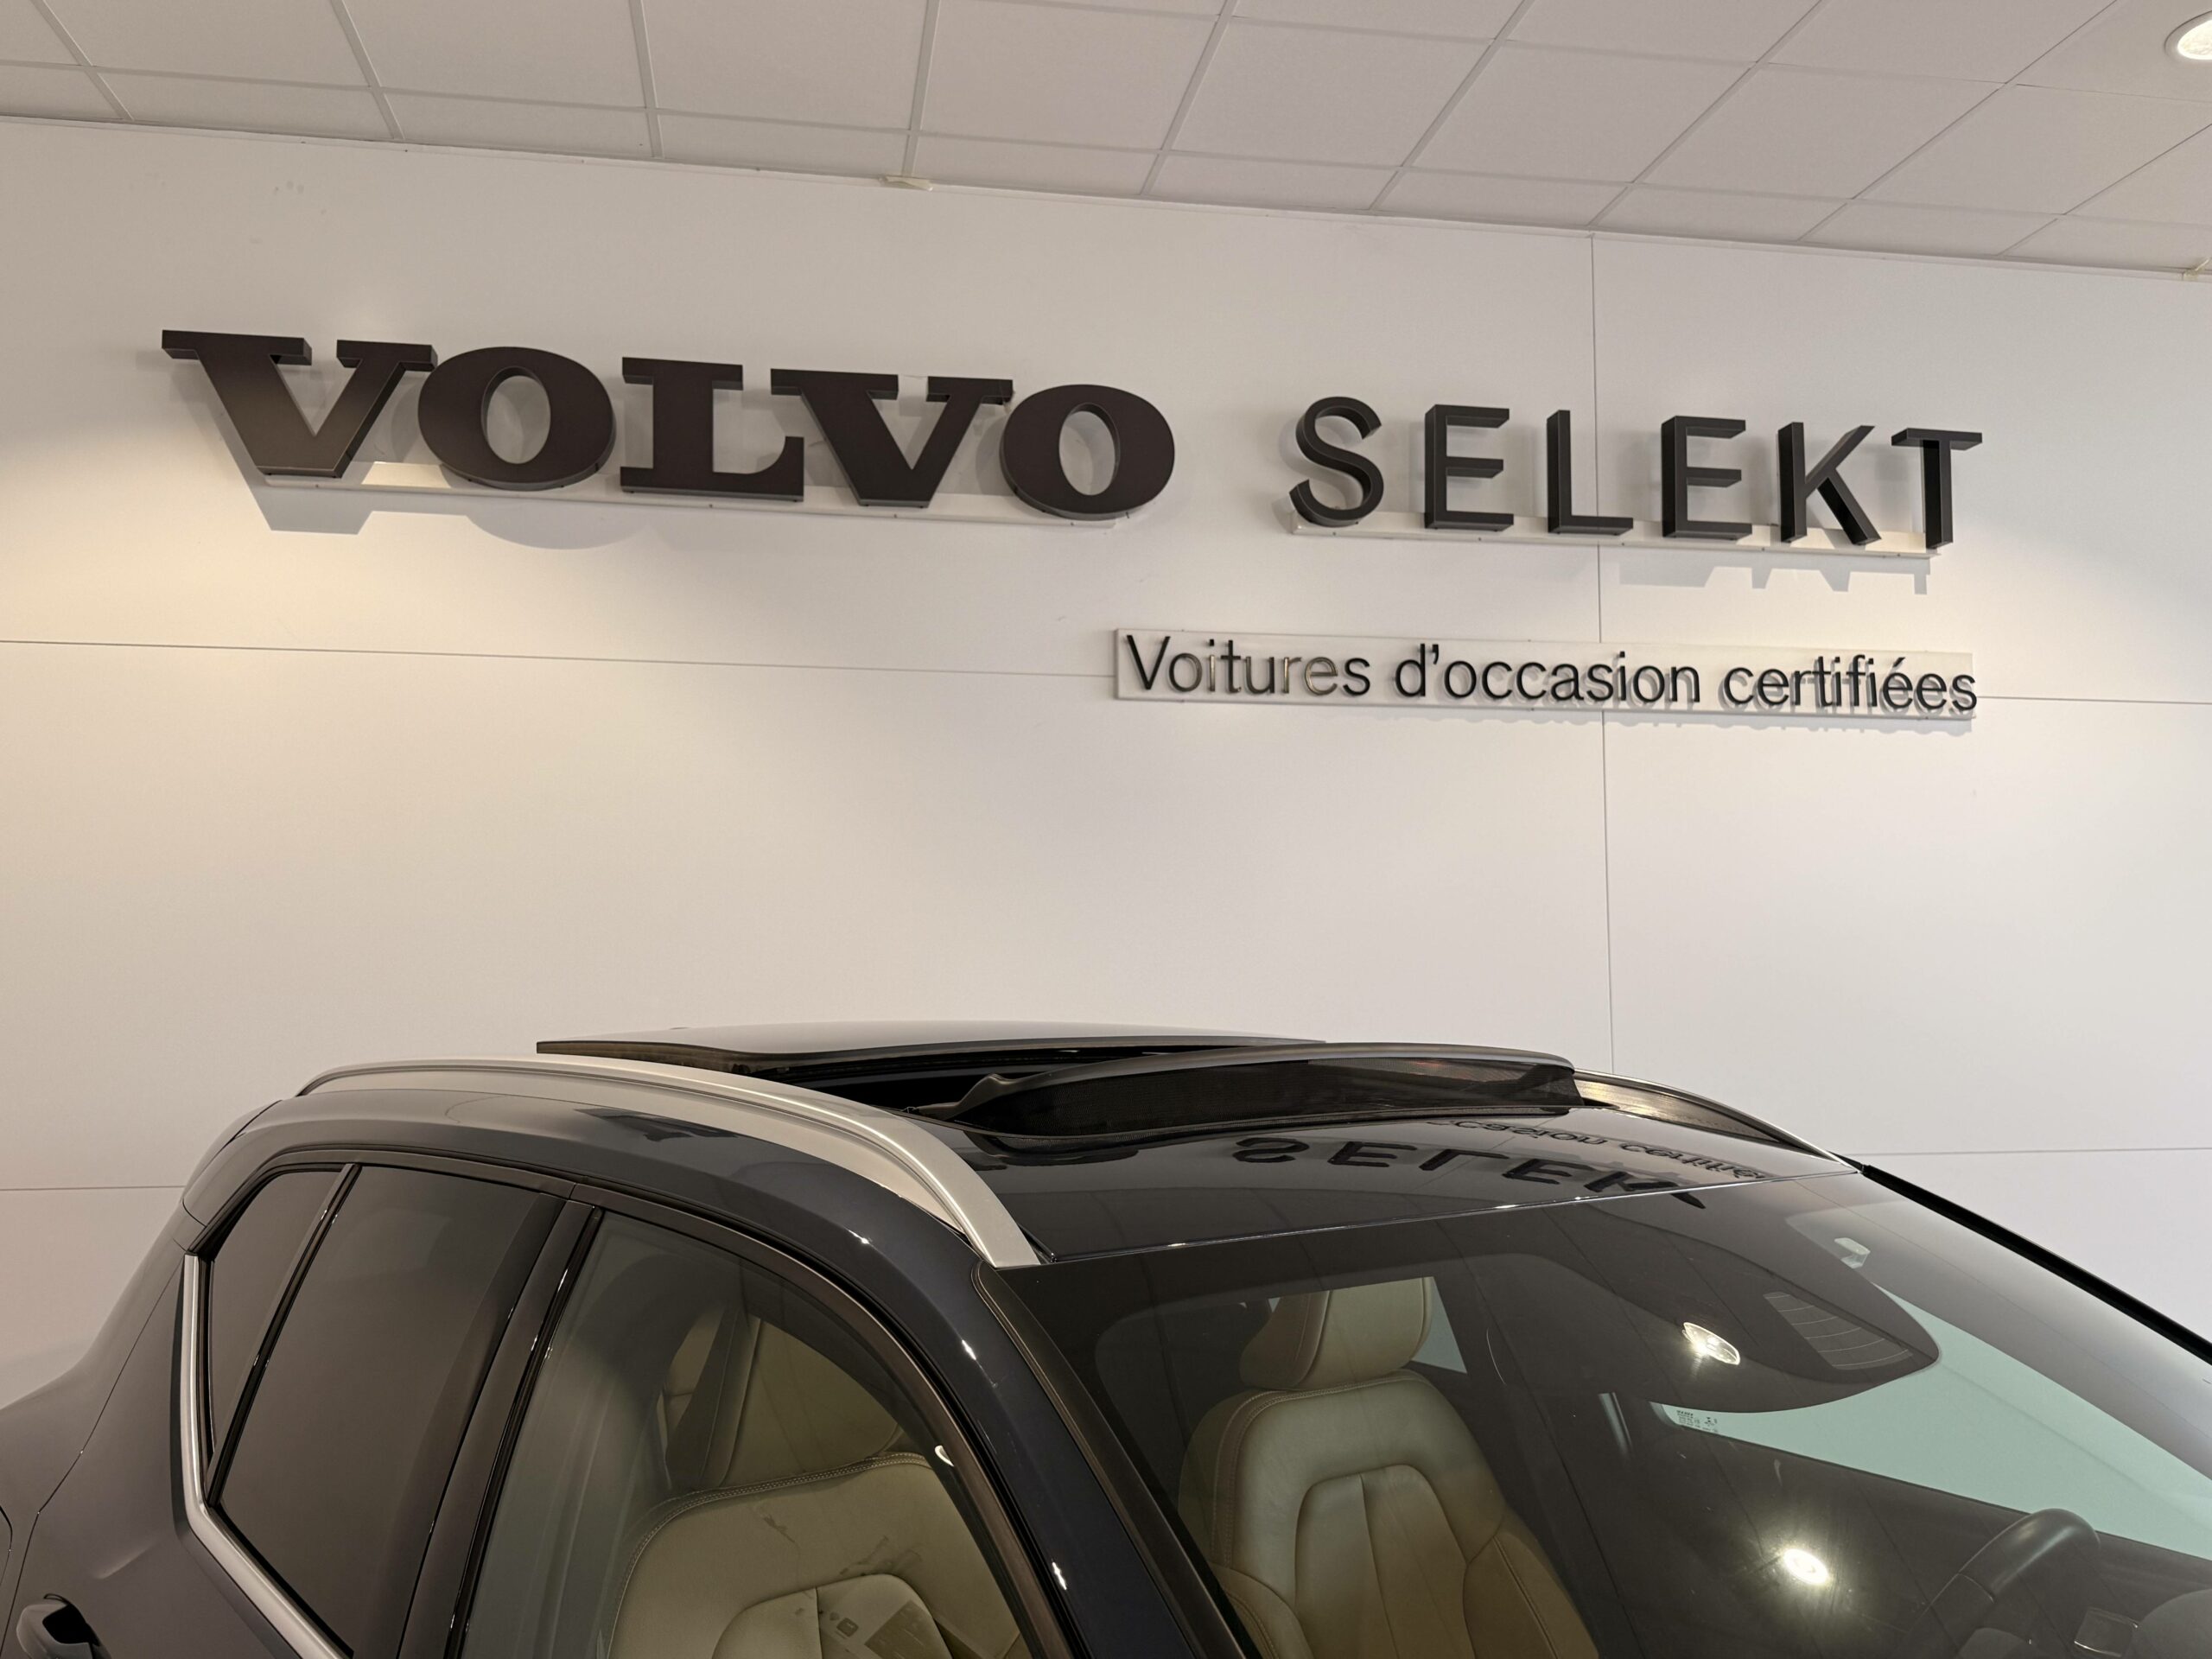 VOLVO SELEKT
Voitures d'occasion certifiées